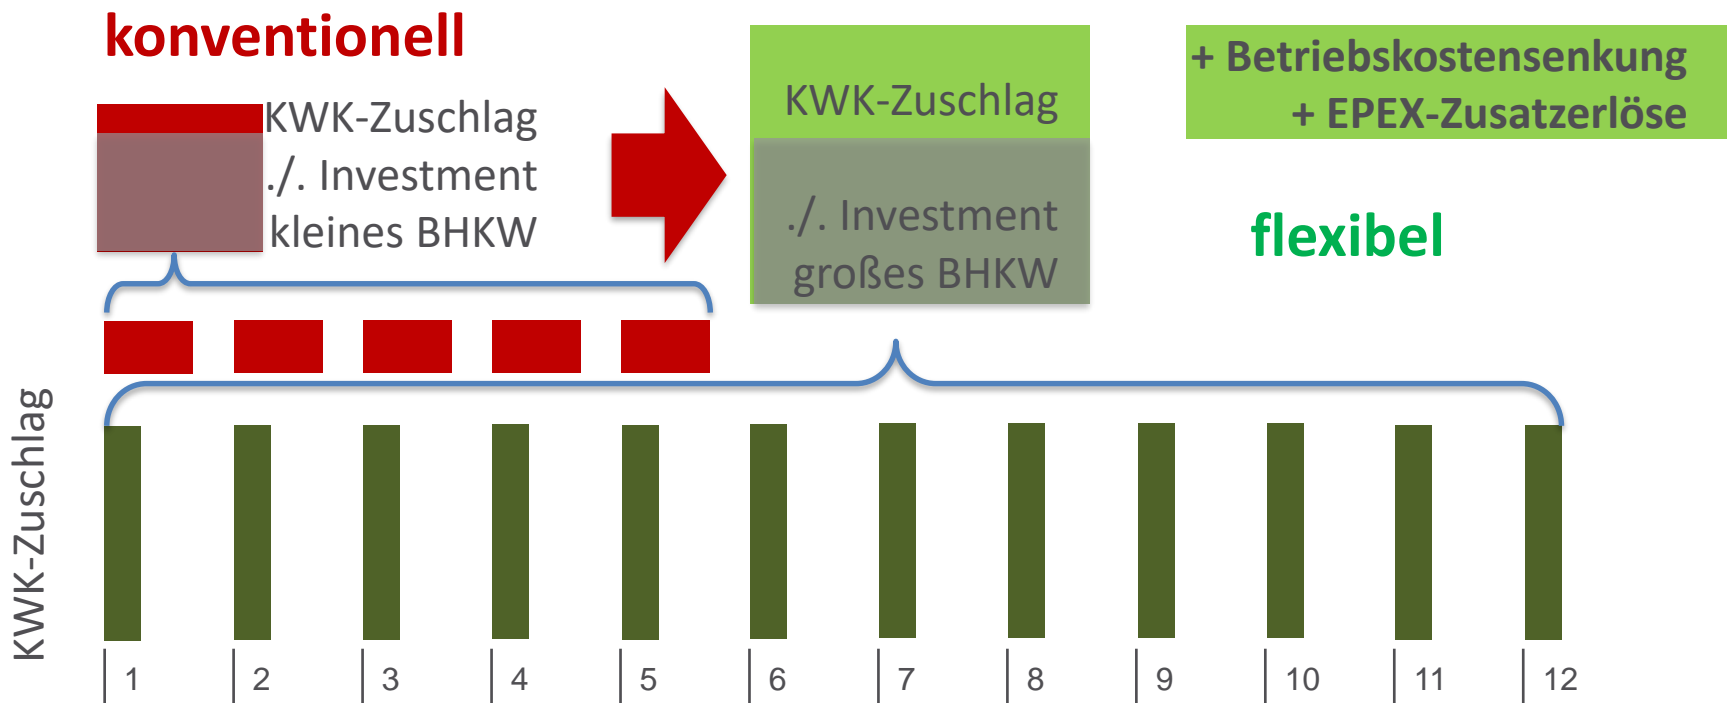 konventionell
KWK-Zuschlag
./. Investment
kleines BHKW
KWK-Zuschlag
./. Investment
großes BHKW
+ Betriebskostensenkung
+ EPEX-Zusatzerlöse
flexibel
KWK-Zuschlag
1 2 3 4 5 6 7 8 9 10 11 12